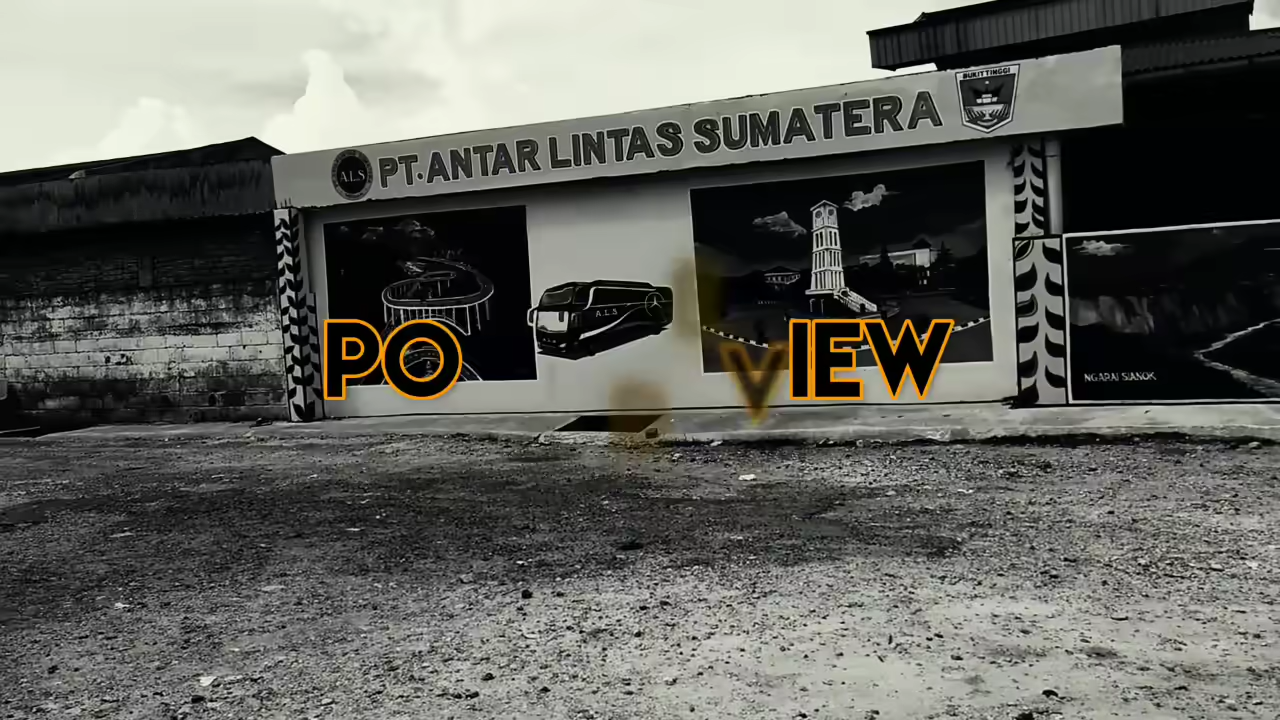 BUKITTINGGI
A.L.S PT. ANTAR LINTAS SUMATERA
A.L.S
PO VIEW
NGARAI SIANOK